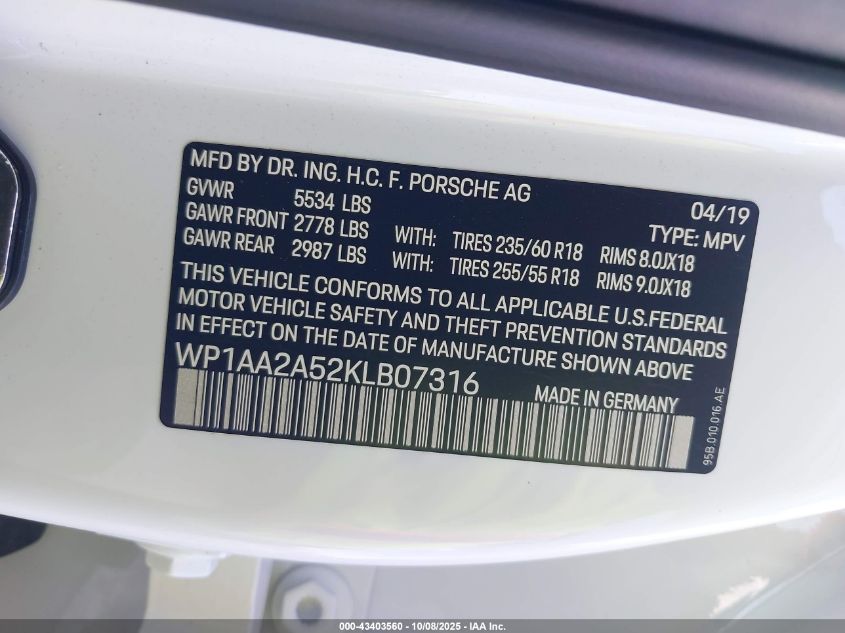 MFD BY DR. ING. H.C. F. PORSCHE AG 04/19
GVWR 5534 LBS TYPE: MPV
GAWR FRONT 2778 LBS WITH: TIRES 235/60 R18 RIMS 8.0JX18
GAWR REAR 2987 LBS WITH: TIRES 255/55 R18 RIMS 9.0JX18
THIS VEHICLE CONFORMS TO ALL APPLICABLE U.S.FEDERAL
MOTOR VEHICLE SAFETY AND THEFT PREVENTION STANDARDS
IN EFFECT ON THE DATE OF MANUFACTURE SHOWN ABOVE
WP1AA2A52KLB07316 MADE IN GERMANY
95B.010.016.AE
000-43403560 - 10/08/2025 - IAA Inc.